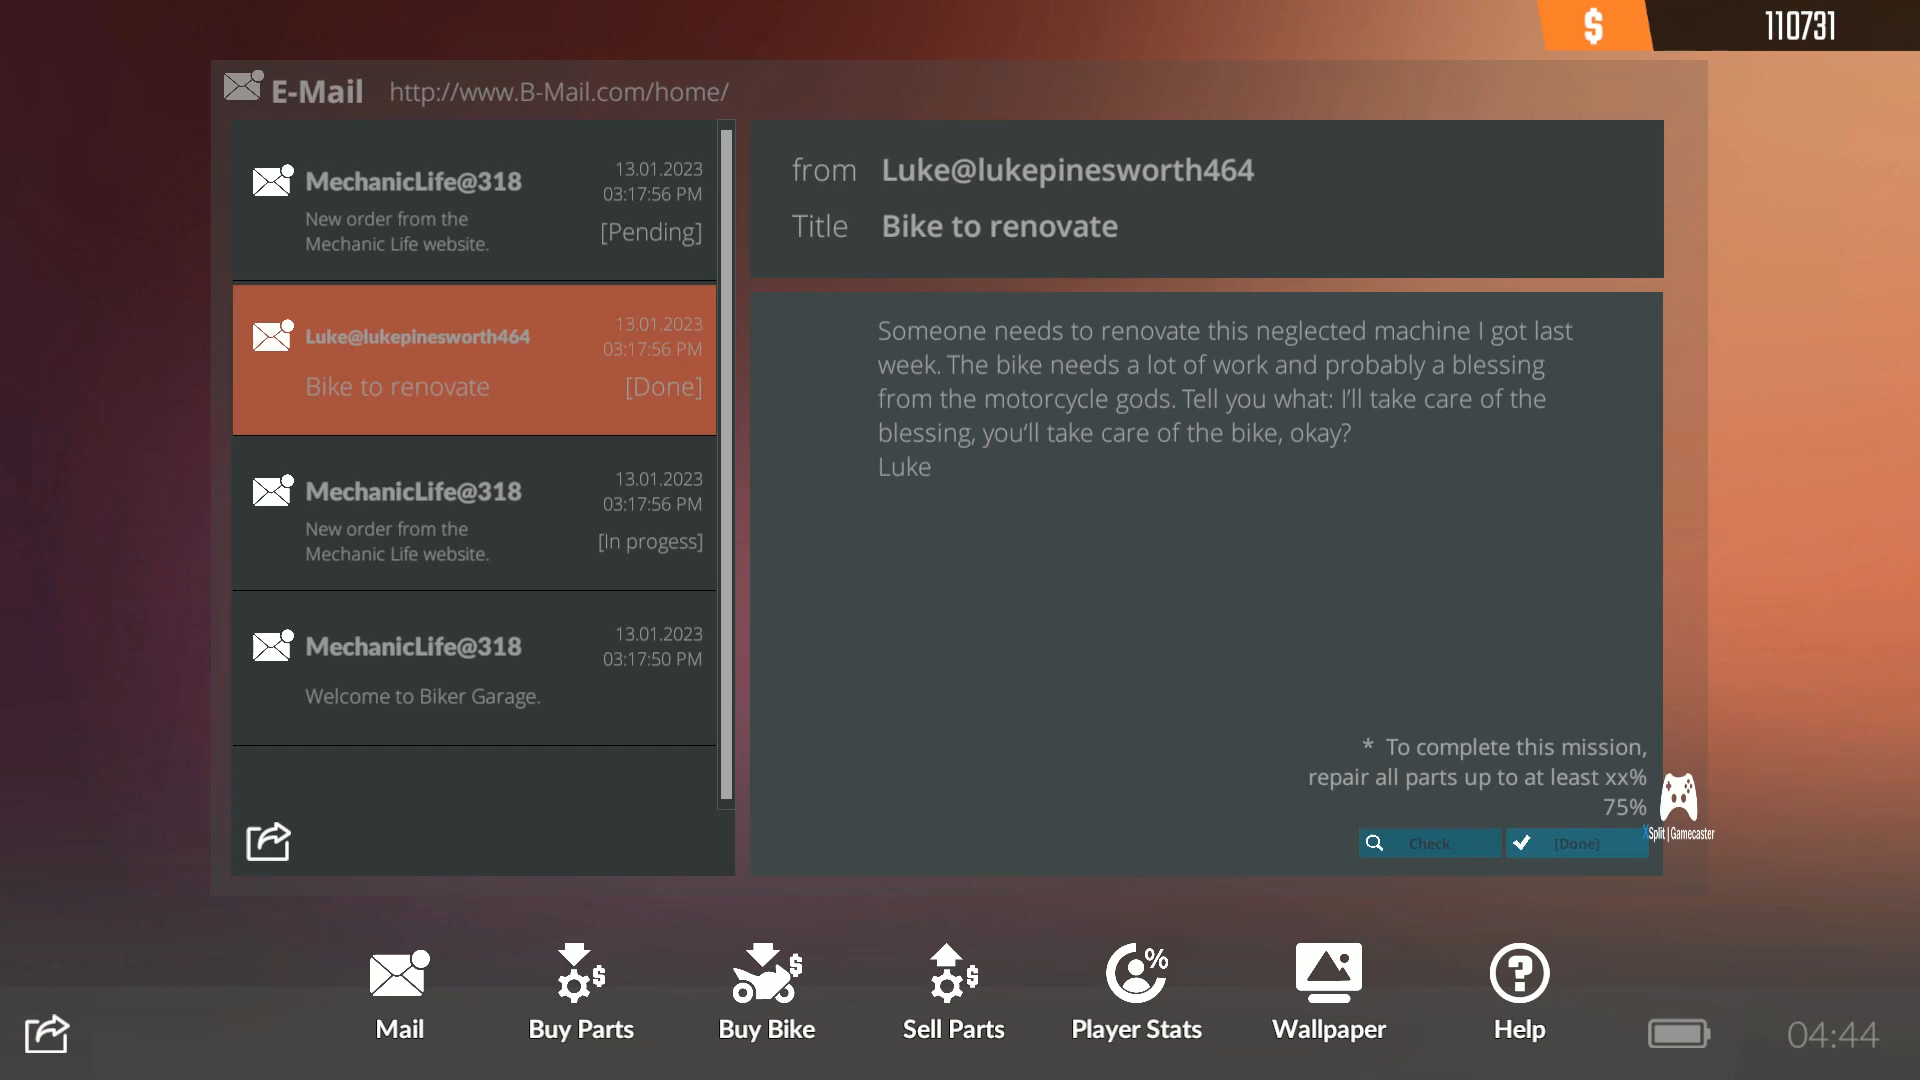 $ 110731
E-Mail http://www.B-Mail.com/home/
MechanicLife@318
13.01.2023
03:17:56 PM
New order from the
Mechanic Life website.
[Pending]
Luke@lukepinesworth464
13.01.2023
03:17:56 PM
Bike to renovate
[Done]
MechanicLife@318
13.01.2023
03:17:56 PM
New order from the
Mechanic Life website.
[In progess]
MechanicLife@318
13.01.2023
03:17:50 PM
Welcome to Biker Garage.
from Luke@lukepinesworth464
Title Bike to renovate
Someone needs to renovate this neglected machine I got last
week. The bike needs a lot of work and probably a blessing
from the motorcycle gods. Tell you what: I'll take care of the
blessing, you'll take care of the bike, okay?
Luke
* To complete this mission,
repair all parts up to at least xx%
75%
Check
[Done]
XSplit|Gamecaster
Mail
Buy Parts
Buy Bike
Sell Parts
Player Stats
Wallpaper
Help
04:44